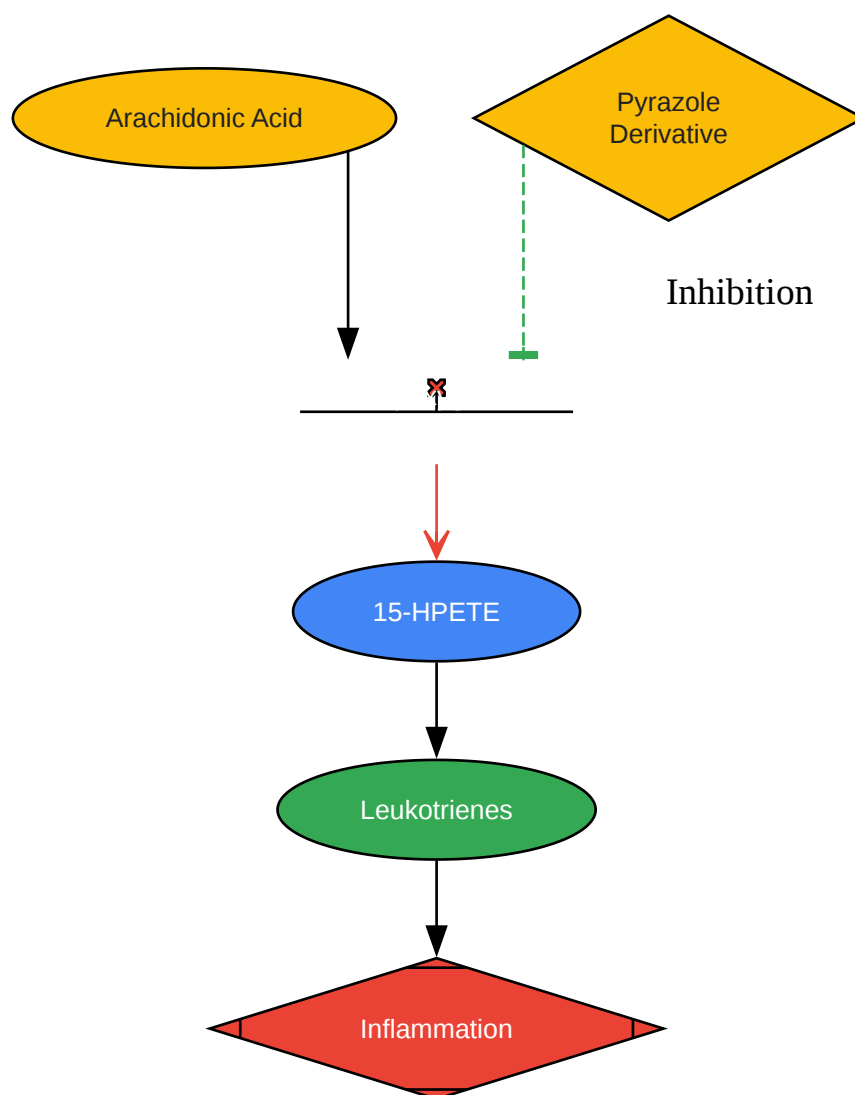 Arachidonic Acid
Pyrazole
Derivative
Inhibition
15-HPETE
Leukotrienes
Inflammation